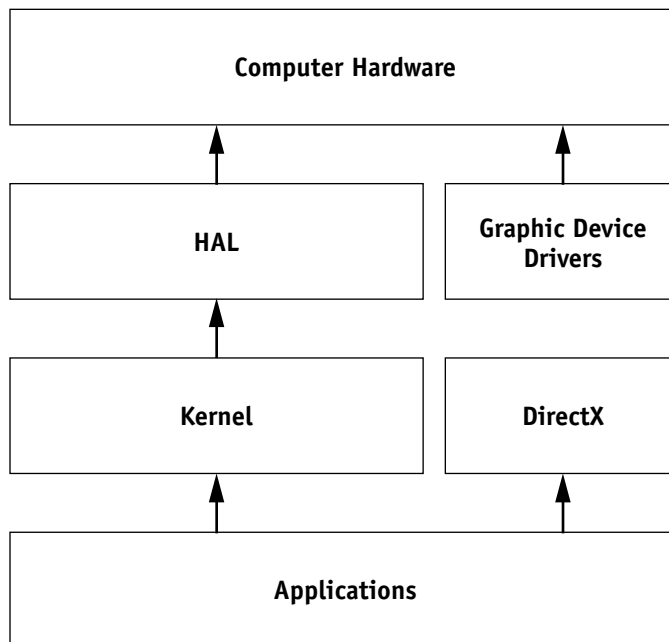 Computer Hardware
HAL
Graphic Device
Drivers
Kernel
DirectX
Applications